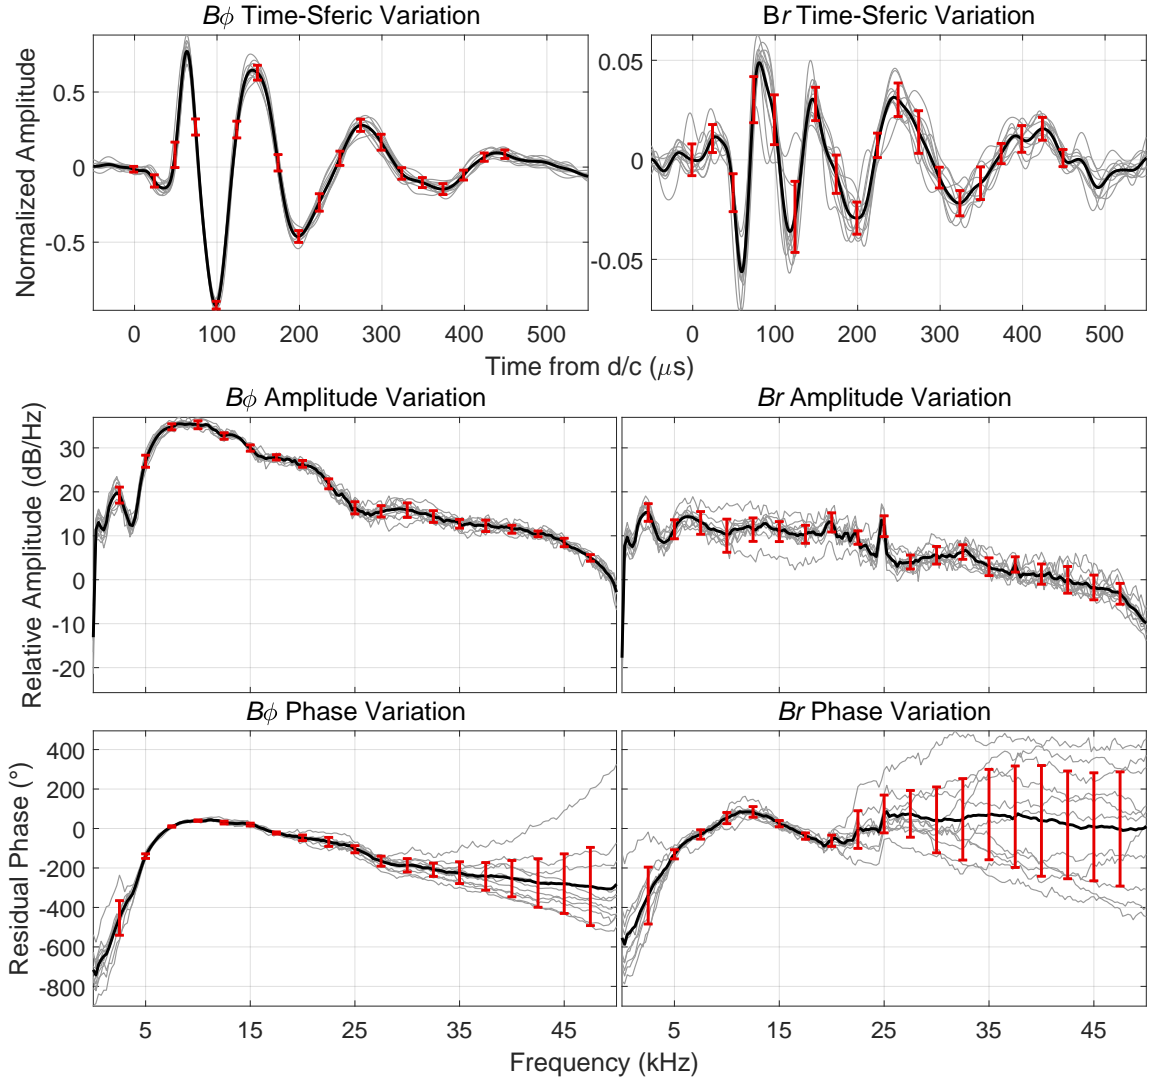 Bϕ Time-Sferic Variation
Br Time-Sferic Variation
Normalized Amplitude
0.5
0
-0.5
0.05
0
-0.05
0 100 200 300 400 500
0 100 200 300 400 500
Time from d/c (μs)
Bϕ Amplitude Variation
Br Amplitude Variation
Relative Amplitude (dB/Hz)
30
20
10
0
-10
-20
Bϕ Phase Variation
Br Phase Variation
Residual Phase (°)
400
200
0
-200
-400
-600
-800
5 15 25 35 45
5 15 25 35 45
Frequency (kHz)